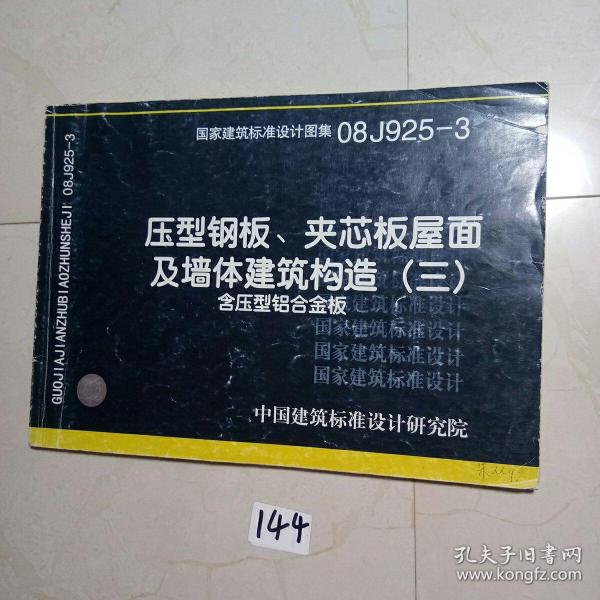 国家建筑标准设计图集 08J925-3
GUOJIAJIANZHUBIAOZHUNSHEJI 08J925-3
压型钢板、夹芯板屋面
及墙体建筑构造（三）
含压型铝合金板
国家建筑标准设计
国家建筑标准设计
国家建筑标准设计
国家建筑标准设计
中国建筑标准设计研究院
144
孔夫子旧书网
www.kongfz.com